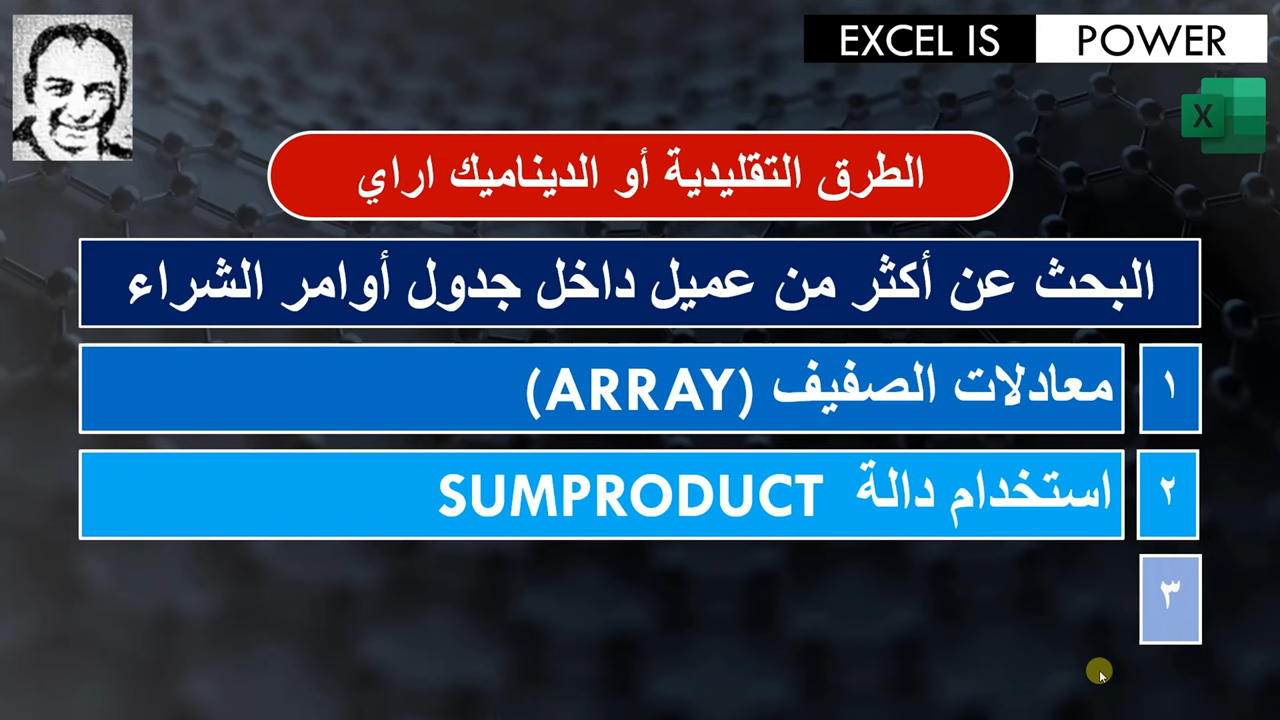 EXCEL IS POWER
X
الطرق التقليدية أو الديناميك اراي
البحث عن أكثر من عميل داخل جدول أوامر الشراء
١ معادلات الصفيف (ARRAY)
٢ استخدام دالة SUMPRODUCT
٣